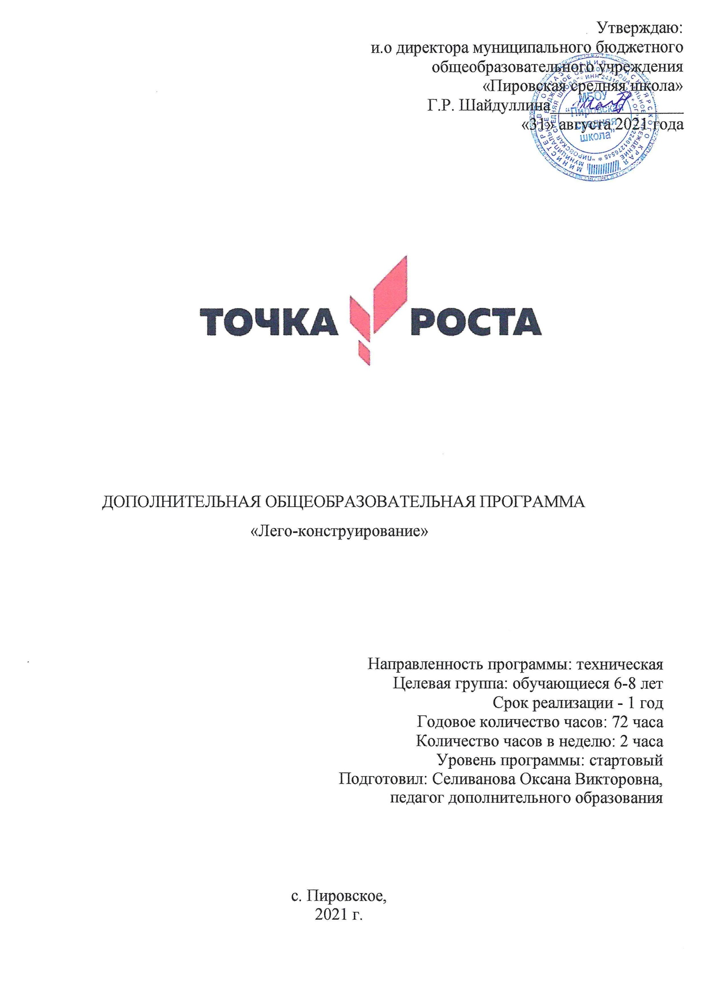 Утверждаю:
и.о директора муниципального бюджетного
общеобразовательного учреждения
«Пировская средняя школа»
Г.Р. Шайдуллина
«31» августа 2021 года
МБОУ
“Пировская
средняя
школа”
ТОЧКА РОСТА
ДОПОЛНИТЕЛЬНАЯ ОБЩЕОБРАЗОВАТЕЛЬНАЯ ПРОГРАММА
«Лего-конструирование»
Направленность программы: техническая
Целевая группа: обучающиеся 6-8 лет
Срок реализации - 1 год
Годовое количество часов: 72 часа
Количество часов в неделю: 2 часа
Уровень программы: стартовый
Подготовил: Селиванова Оксана Викторовна,
педагог дополнительного образования
с. Пировское,
2021 г.